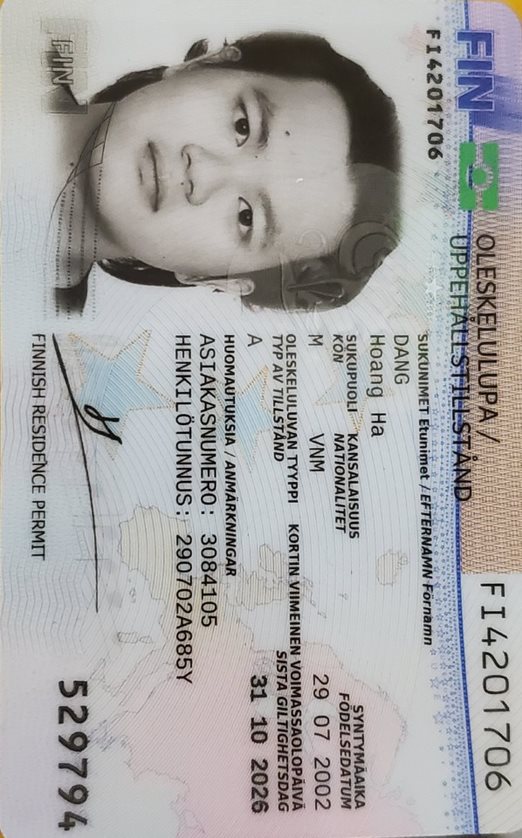 FIN
OLESKELULUPA /
UPPEHÅLLSTILLSTÅND
FI4201706
FI4201706
SUKUNIMET Etunimet / EFTERNAMN Förnamn
DANG
Hoang Ha
SUKUPUOLI KANSALAISUUS SYNTYMÄAIKA
KÖN NATIONALITET FÖDELSEDATUM
M VNM 29 07 2002
OLESKELULUVAN TYYPPI KORTIN VIIMEINEN VOIMASSAOLOPÄIVÄ
TYP AV TILLSTÅND SISTA GILTIGHETSDAG
A 31 10 2026
HUOMAUTUKSIA / ANMÄRKNINGAR
ASIAKASNUMERO: 3084105
HENKILÖTUNNUS: 290702A685Y
FIN
529794
FINNISH RESIDENCE PERMIT